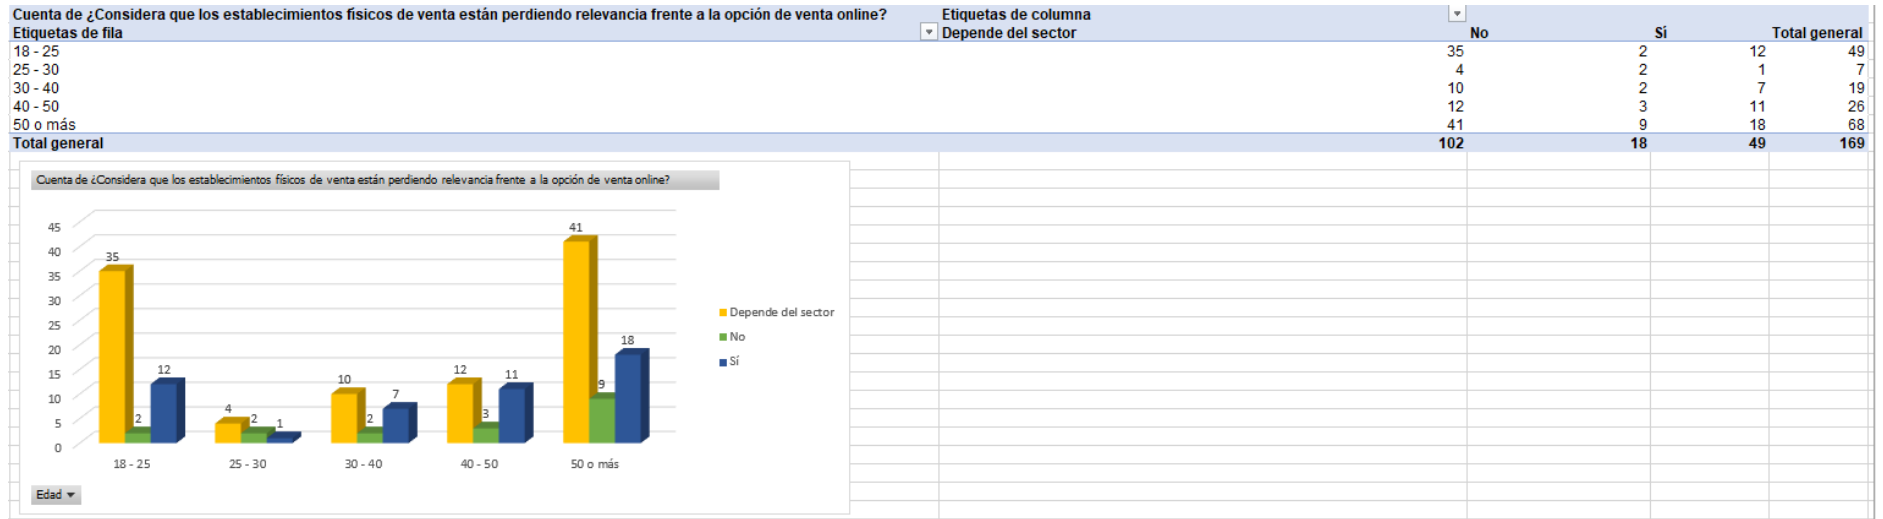 Cuenta de ¿Considera que los establecimientos físicos de venta están perdiendo relevancia frente a la opción de venta online? Etiquetas de columna
Etiquetas de fila Depende del sector No Sí Total general
18 - 25 35 2 12 49
25 - 30 4 2 1 7
30 - 40 10 2 7 19
40 - 50 12 3 11 26
50 o más 41 9 18 68
Total general 102 18 49 169
Cuenta de ¿Considera que los establecimientos físicos de venta están perdiendo relevancia frente a la opción de venta online?
45
40
35
30
25
20
15
10
5
0
35 2 12
4 2 1
10 2 7
12 3 11
41 9 18
18 - 25 25 - 30 30 - 40 40 - 50 50 o más
Depende del sector
No
Sí
Edad